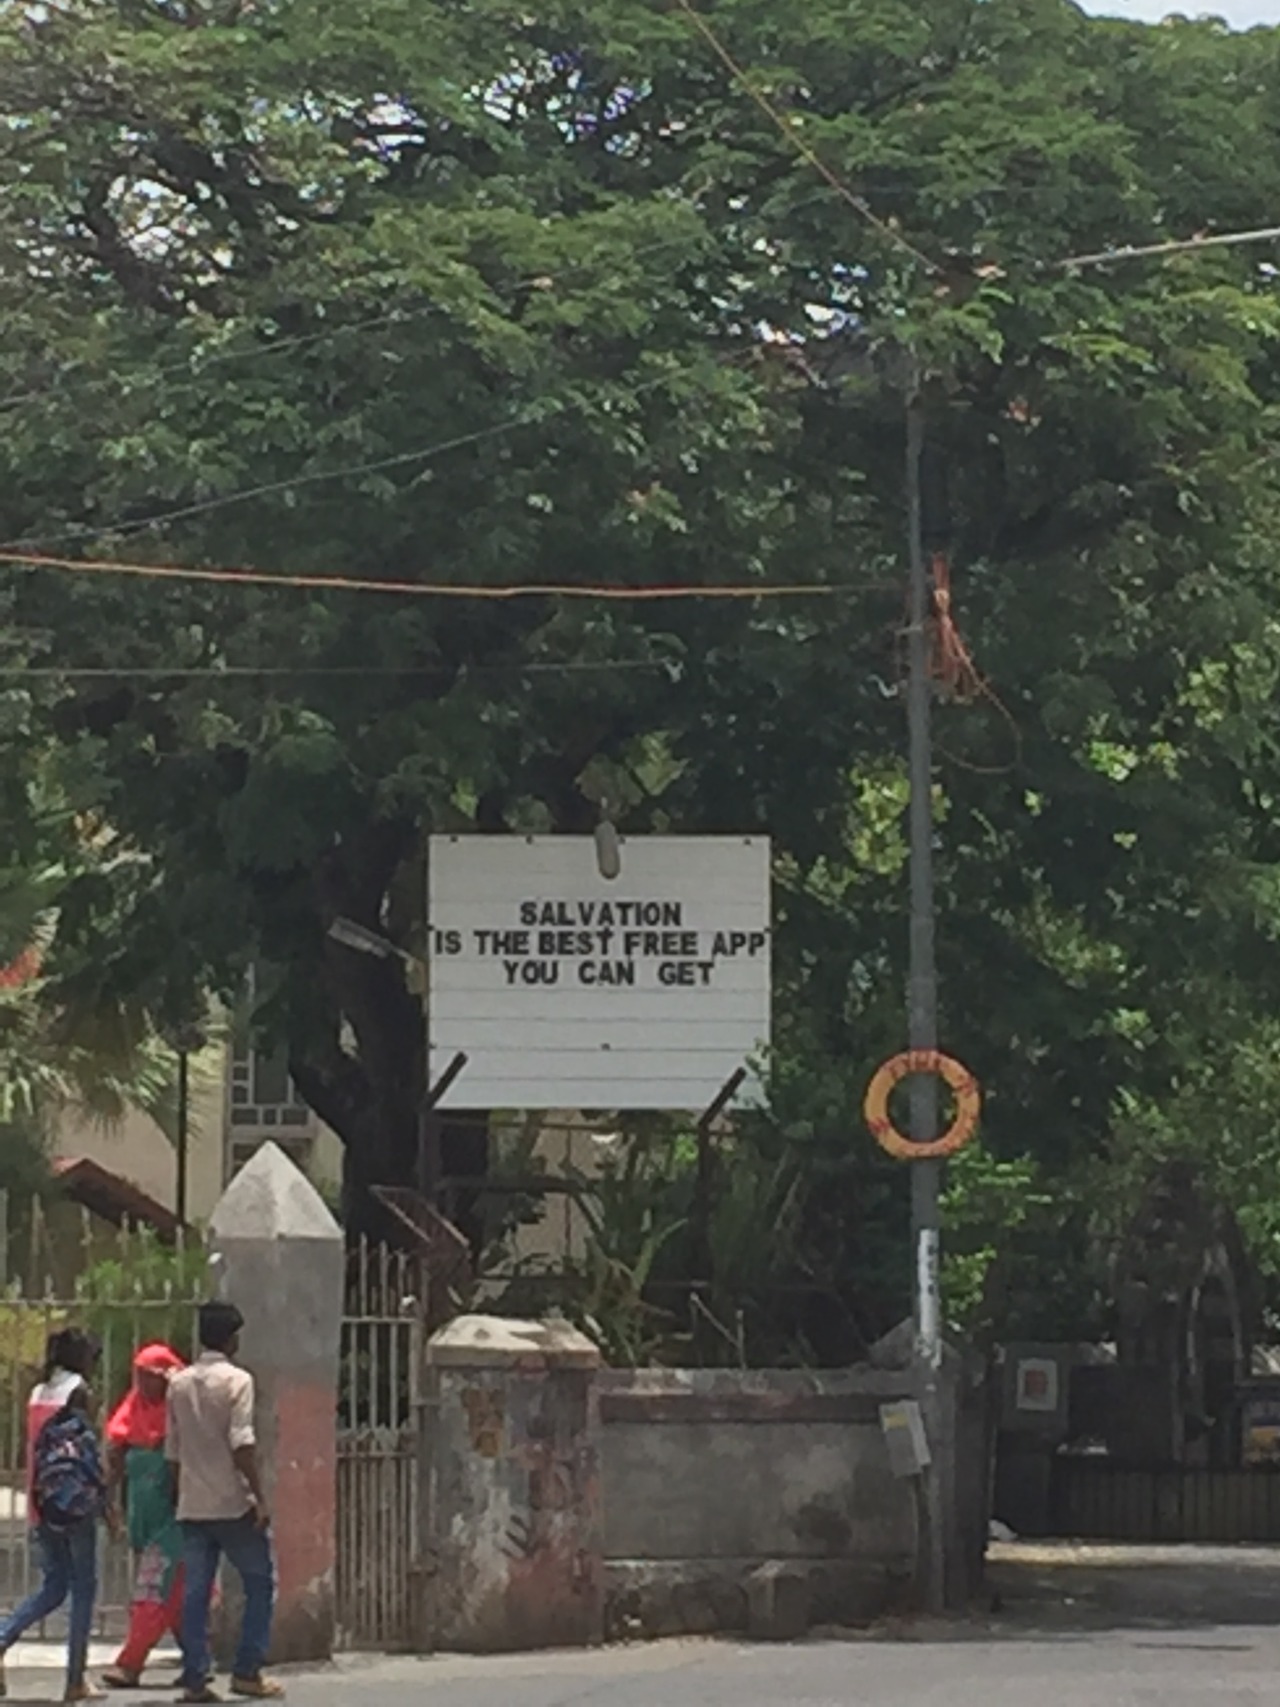 SALVATION
IS THE BEST FREE APP
YOU CAN GET